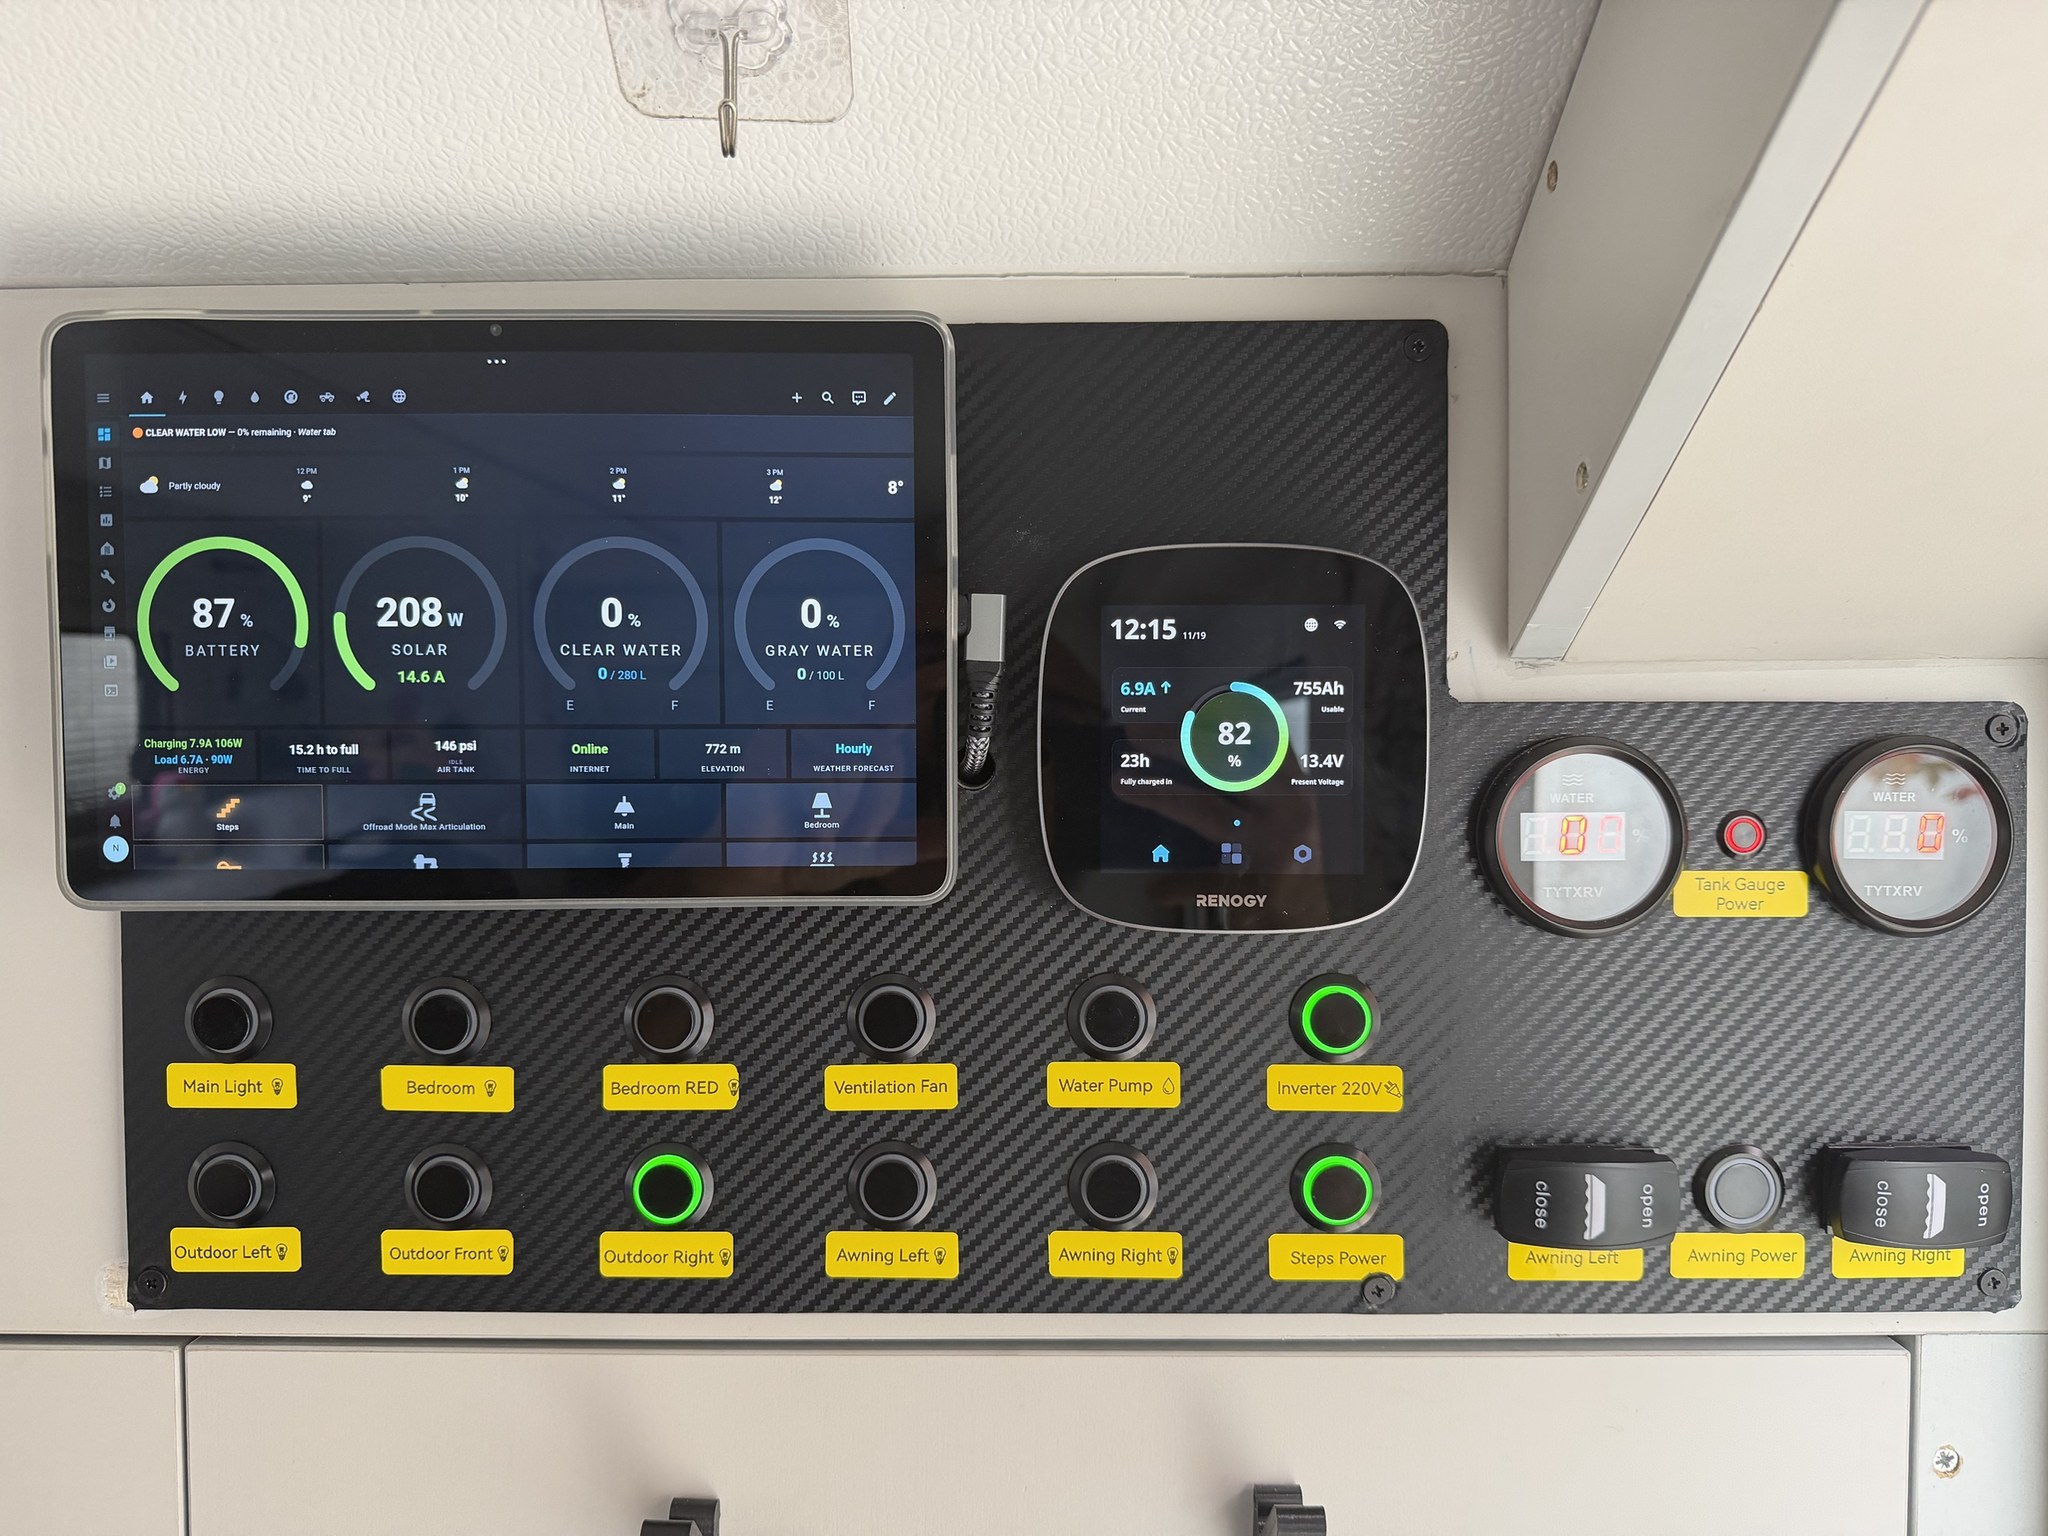 CLEAR WATER LOW — 0% remaining · Water tab
Partly cloudy
12 PM
9°
1 PM
10°
2 PM
11°
3 PM
12°
8°
87 %
BATTERY
208 W
SOLAR
14.6 A
0 %
CLEAR WATER
0 / 280 L
E F
0 %
GRAY WATER
0 / 100 L
E F
Charging 7.9A 106W
Load 6.7A · 90W
ENERGY
15.2 h to full
TIME TO FULL
146 psi
IDLE
AIR TANK
Online
INTERNET
772 m
ELEVATION
Hourly
WEATHER FORECAST
Steps
Offroad Mode Max Articulation
Main
Bedroom
N
12:15 11/19
6.9A
Current
755Ah
Usable
82
%
23h
Fully charged in
13.4V
Present Voltage
RENOGY
WATER
0 %
TYTXRV
Tank Gauge
Power
WATER
0 %
TYTXRV
Main Light
Bedroom
Bedroom RED
Ventilation Fan
Water Pump
Inverter 220V
Outdoor Left
Outdoor Front
Outdoor Right
Awning Left
Awning Right
Steps Power
close open
Awning Left
Awning Power
close open
Awning Right